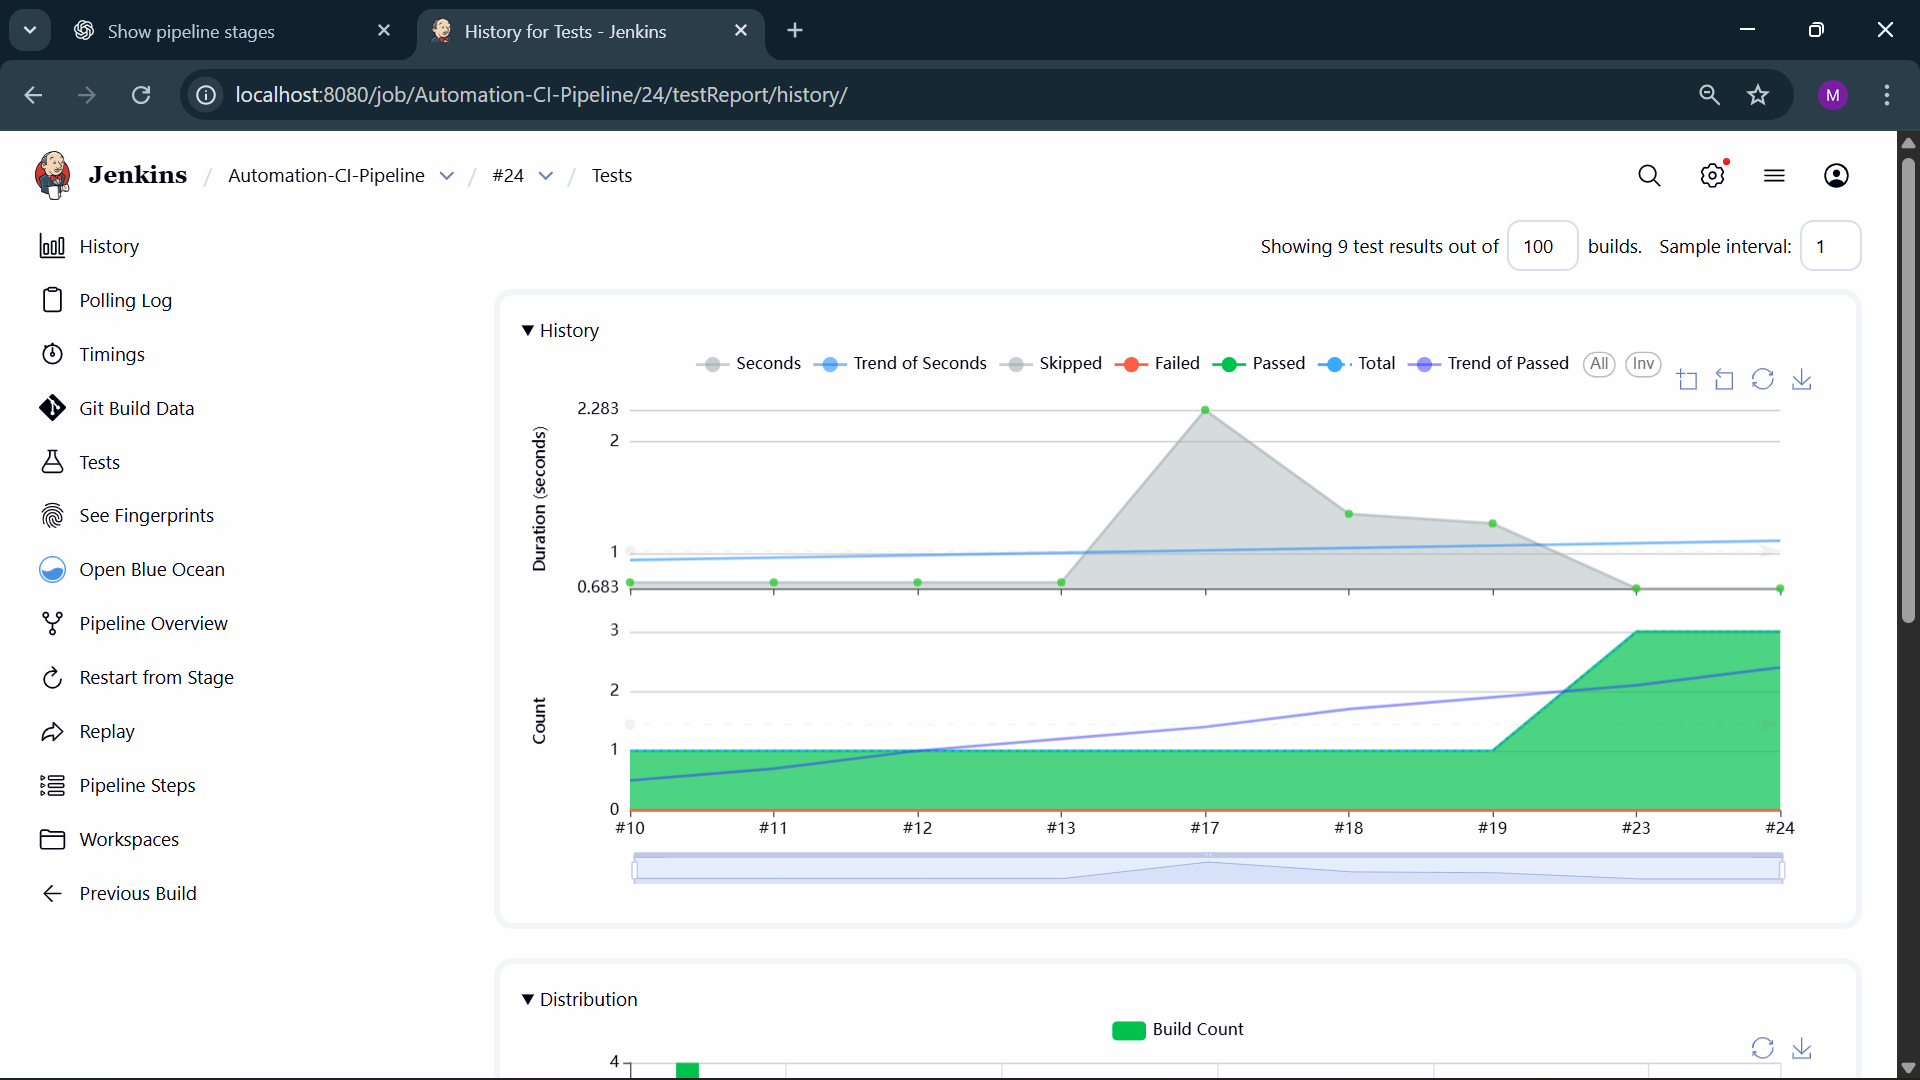 Show pipeline stages
History for Tests - Jenkins
localhost:8080/job/Automation-CI-Pipeline/24/testReport/history/
M
Jenkins / Automation-CI-Pipeline / #24 / Tests
History
Polling Log
Timings
Git Build Data
Tests
See Fingerprints
Open Blue Ocean
Pipeline Overview
Restart from Stage
Replay
Pipeline Steps
Workspaces
Previous Build
Showing 9 test results out of 100 builds. Sample interval: 1
History
Seconds Trend of Seconds Skipped Failed Passed Total Trend of Passed All Inv
Duration (seconds)
2.283
2
1
0.683
Count
3
2
1
0
#10 #11 #12 #13 #17 #18 #19 #23 #24
Distribution
Build Count
4